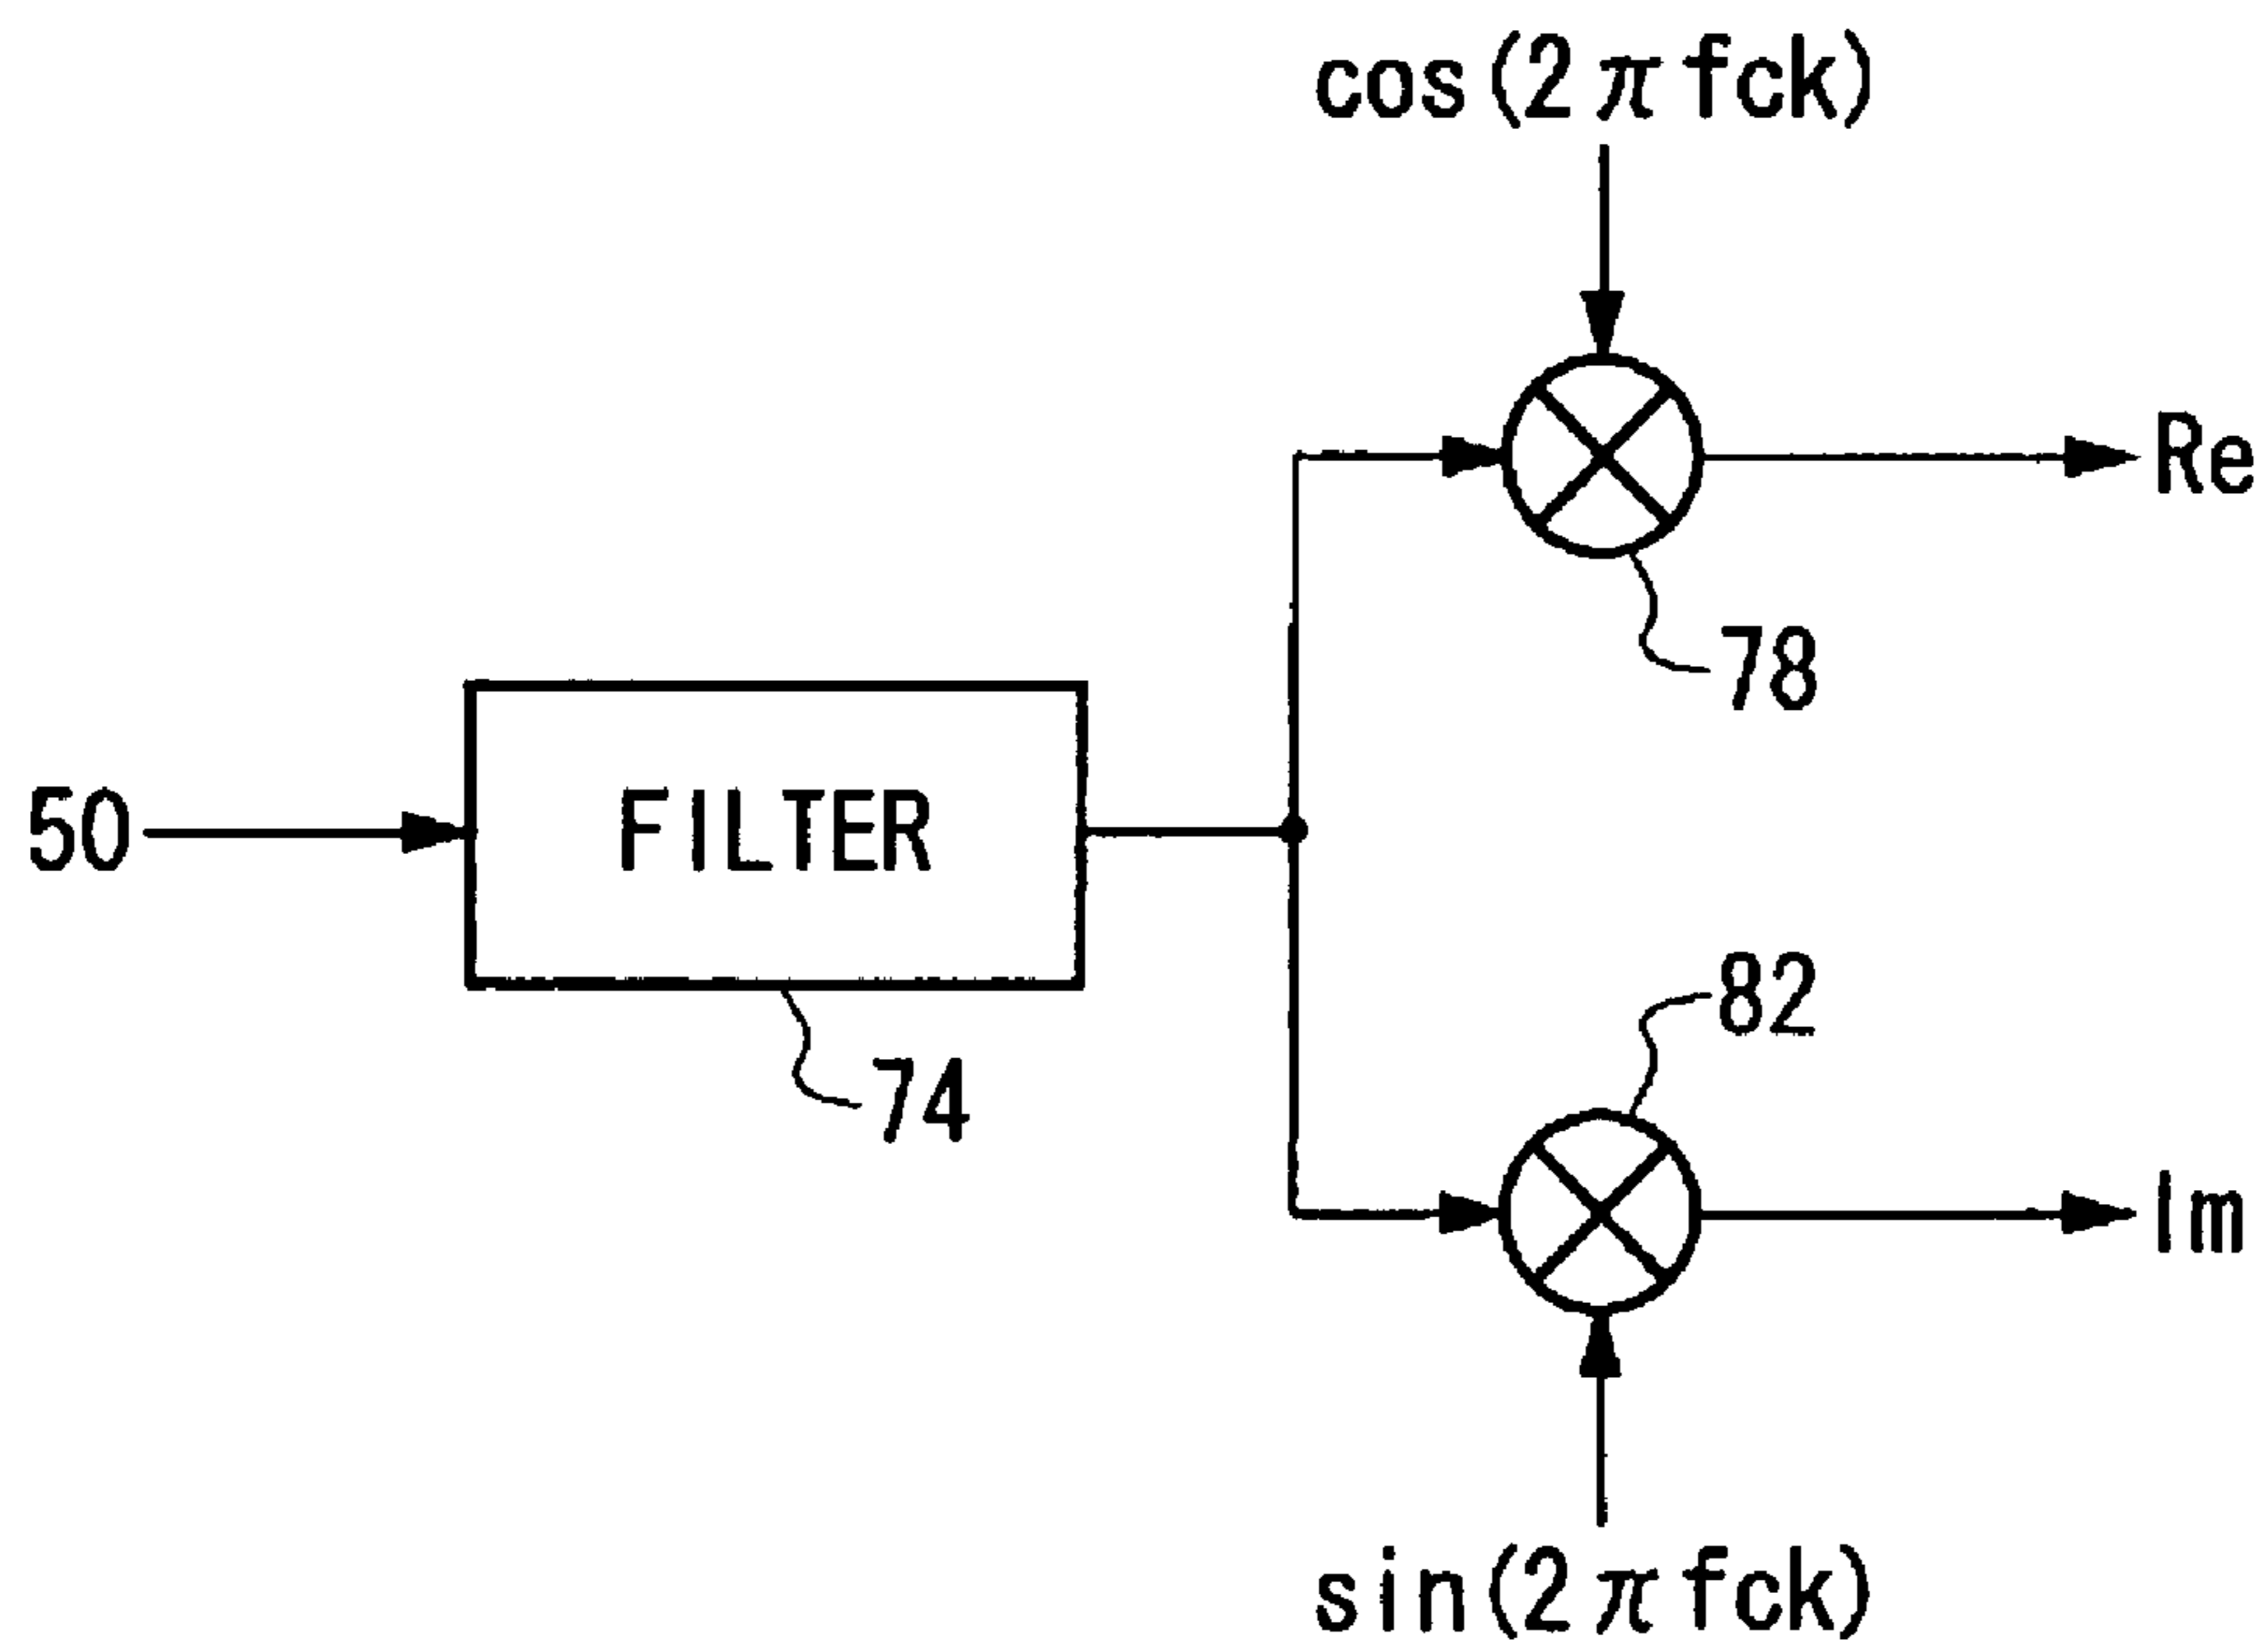 cos(2πfck)
Re
78
50
FILTER
82
74
Im
sin(2πfck)